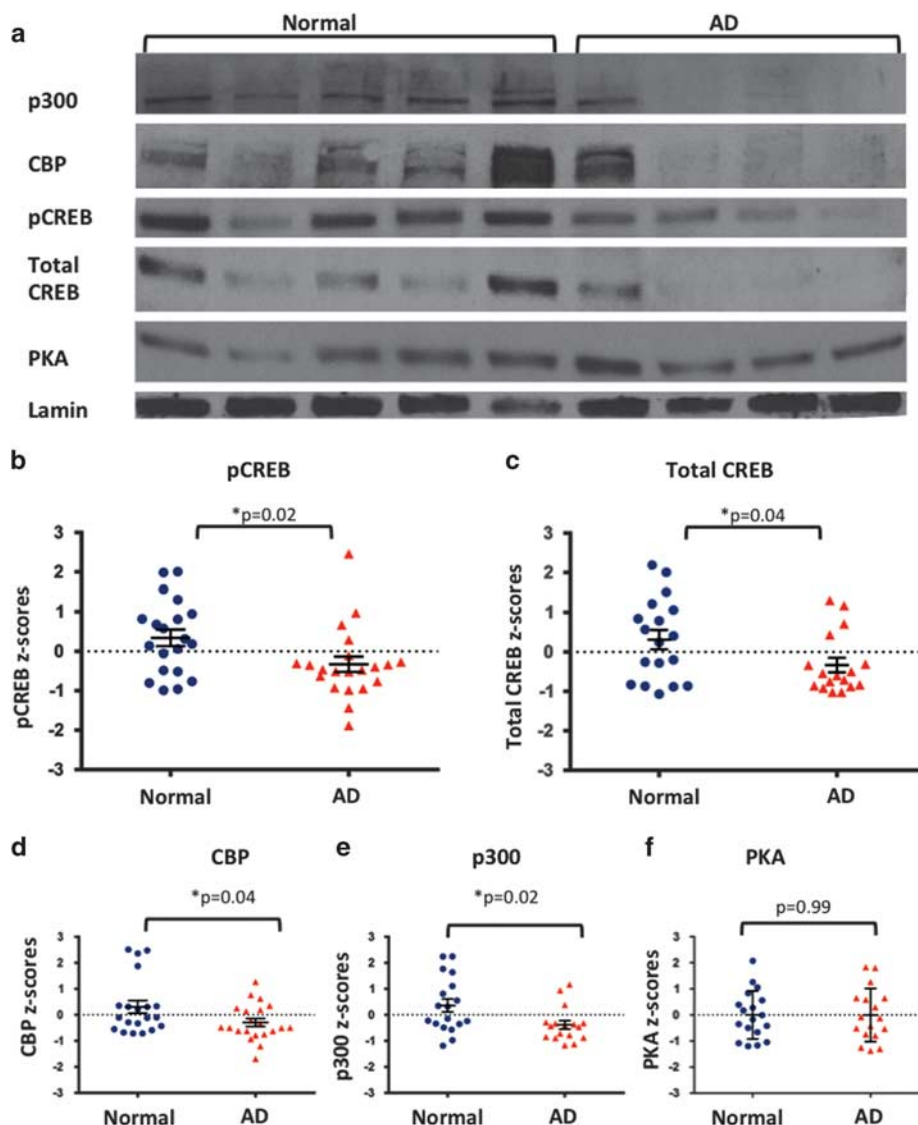 a
Normal AD
p300
CBP
pCREB
Total
CREB
PKA
Lamin
b
pCREB
*p=0.02
pCREB z-scores
3
2
1
0
-1
-2
-3
Normal AD
c
Total CREB
*p=0.04
Total CREB z-scores
3
2
1
0
-1
-2
-3
Normal AD
d
CBP
*p=0.04
CBP z-scores
3
2
1
0
-1
-2
-3
Normal AD
e
p300
*p=0.02
p300 z-scores
3
2
1
0
-1
-2
-3
Normal AD
f
PKA
p=0.99
PKA z-scores
3
2
1
0
-1
-2
-3
Normal AD